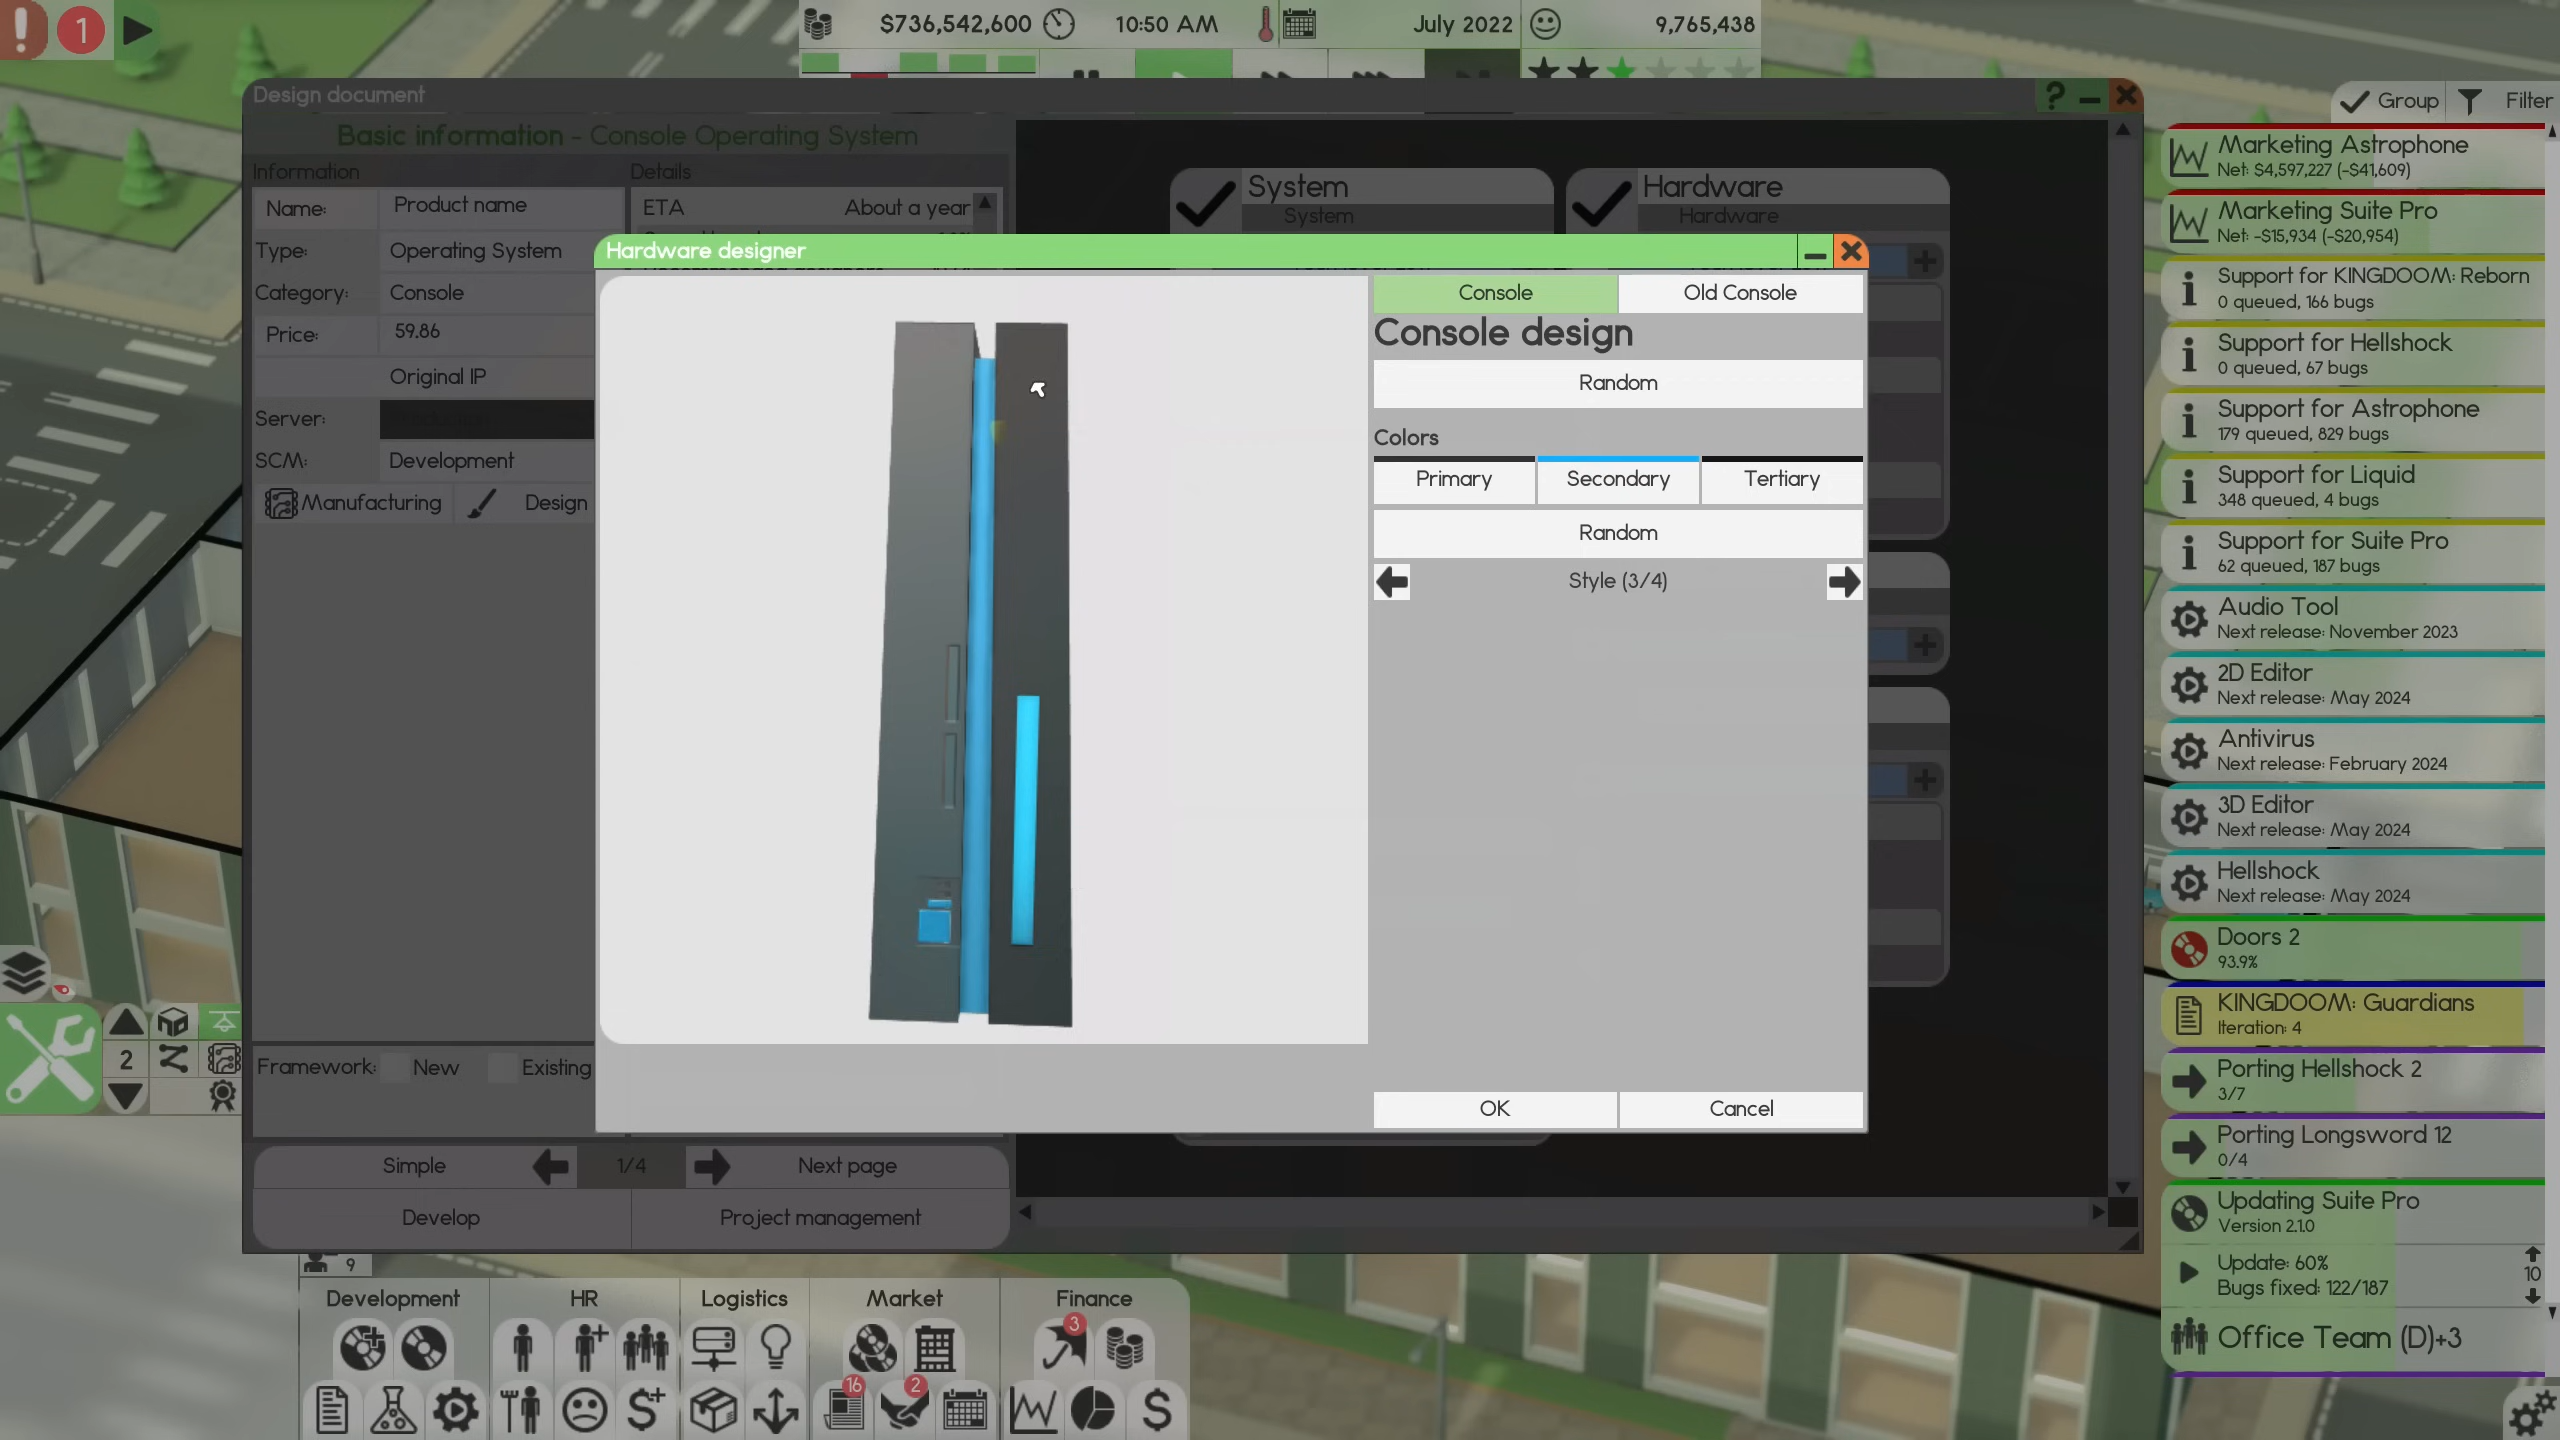 1
$736,542,600
10:50 AM
July 2022
9,765,438
Design document
?
Group
Filter
Basic information - Console Operating System
Information
Details
Name:
Product name
ETA
About a year
Type:
Operating System
Category:
Console
Price:
59.86
Original IP
Server:
SCM:
Development
Manufacturing
Design
Framework:
New
Existing
Simple
1/4
Next page
Develop
Project management
System
System
Hardware
Hardware
Hardware designer
Console
Old Console
Console design
Random
Colors
Primary
Secondary
Tertiary
Random
Style (3/4)
OK
Cancel
Marketing Astrophone
Net: $4,597,227 (-$41,609)
Marketing Suite Pro
Net: -$15,934 (-$20,954)
Support for KINGDOOM: Reborn
0 queued, 166 bugs
Support for Hellshock
0 queued, 67 bugs
Support for Astrophone
179 queued, 829 bugs
Support for Liquid
348 queued, 4 bugs
Support for Suite Pro
62 queued, 187 bugs
Audio Tool
Next release: November 2023
2D Editor
Next release: May 2024
Antivirus
Next release: February 2024
3D Editor
Next release: May 2024
Hellshock
Next release: May 2024
Doors 2
93.9%
KINGDOOM: Guardians
Iteration: 4
Porting Hellshock 2
3/7
Porting Longsword 12
0/4
Updating Suite Pro
Version 2.1.0
Update: 60%
Bugs fixed: 122/187
10
Office Team (D)+3
2
9
Development
HR
Logistics
Market
Finance
3
16
2